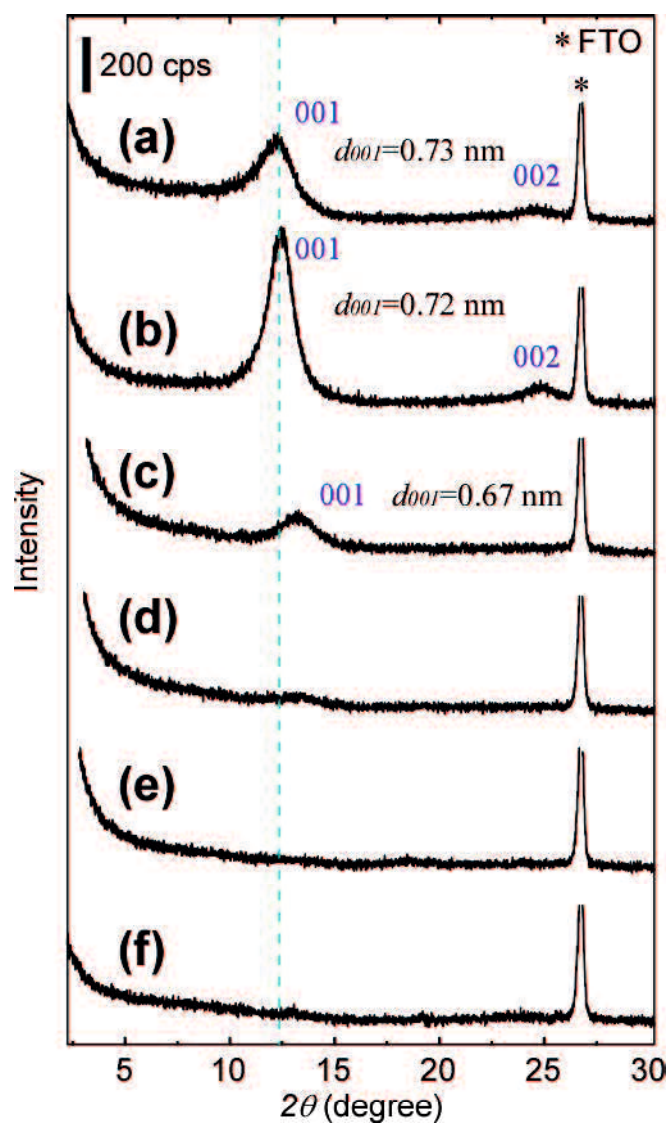 * FTO
200 cps
*
001
(a)
d001=0.73 nm
002
001
(b)
d001=0.72 nm
002
(c)
001
d001=0.67 nm
(d)
(e)
(f)
Intensity
5 10 15 20 25 30
2θ (degree)